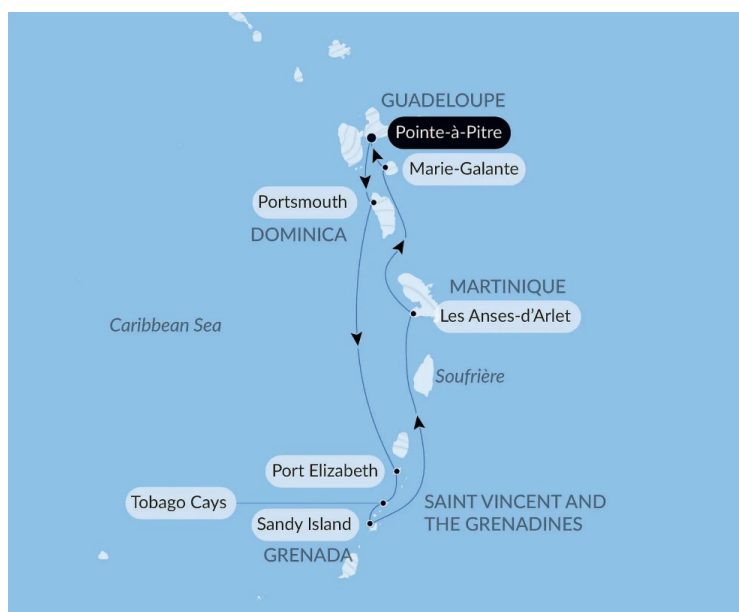 GUADELOUPE
Pointe-à-Pitre
Marie-Galante
Portsmouth
DOMINICA
MARTINIQUE
Les Anses-d’Arlet
Caribbean Sea
Soufrière
Port Elizabeth
Tobago Cays
SAINT VINCENT AND
THE GRENADINES
Sandy Island
GRENADA